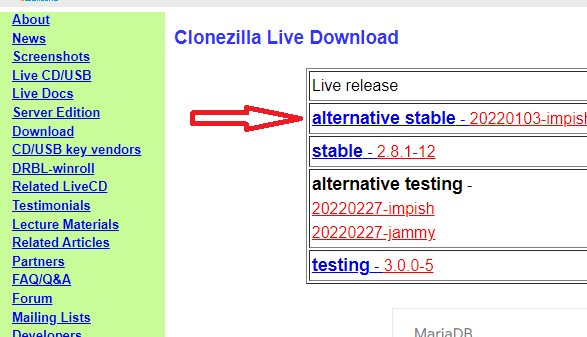 About
News
Screenshots
Live CD/USB
Live Docs
Server Edition
Download
CD/USB key vendors
DRBL-winroll
Related LiveCD
Testimonials
Lecture Materials
Related Articles
Partners
FAQ/Q&A
Forum
Mailing Lists
Developers
Clonezilla Live Download
Live release
alternative stable - 20220103-impish
stable - 2.8.1-12
alternative testing -
20220227-impish
20220227-jammy
testing - 3.0.0-5
MariaDB